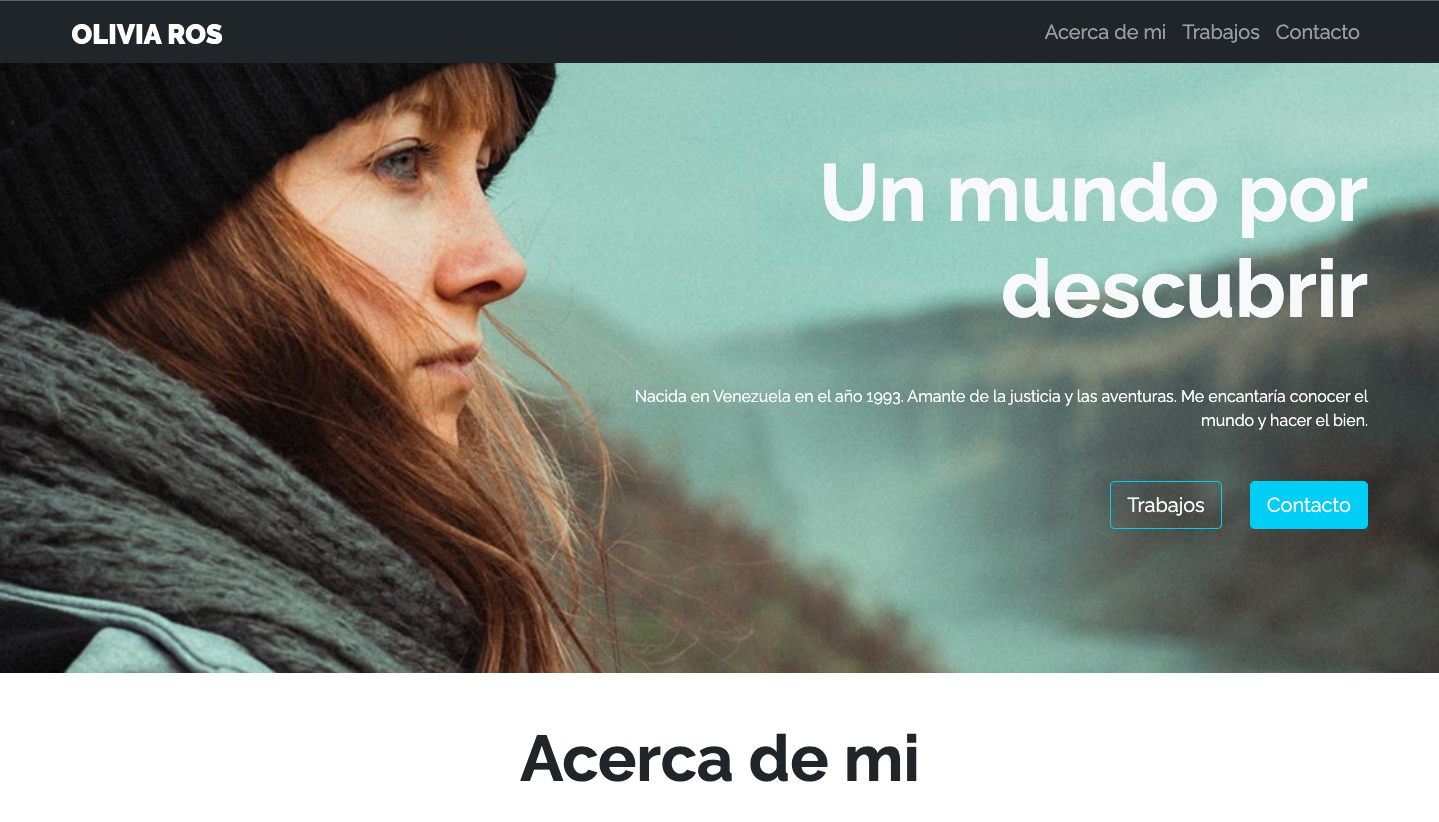 OLIVIA ROS
Acerca de mi
Trabajos
Contacto
Un mundo por
descubrir
Nacida en Venezuela en el año 1993. Amante de la justicia y las aventuras. Me encantaría conocer el
mundo y hacer el bien.
Trabajos
Contacto
Acerca de mi